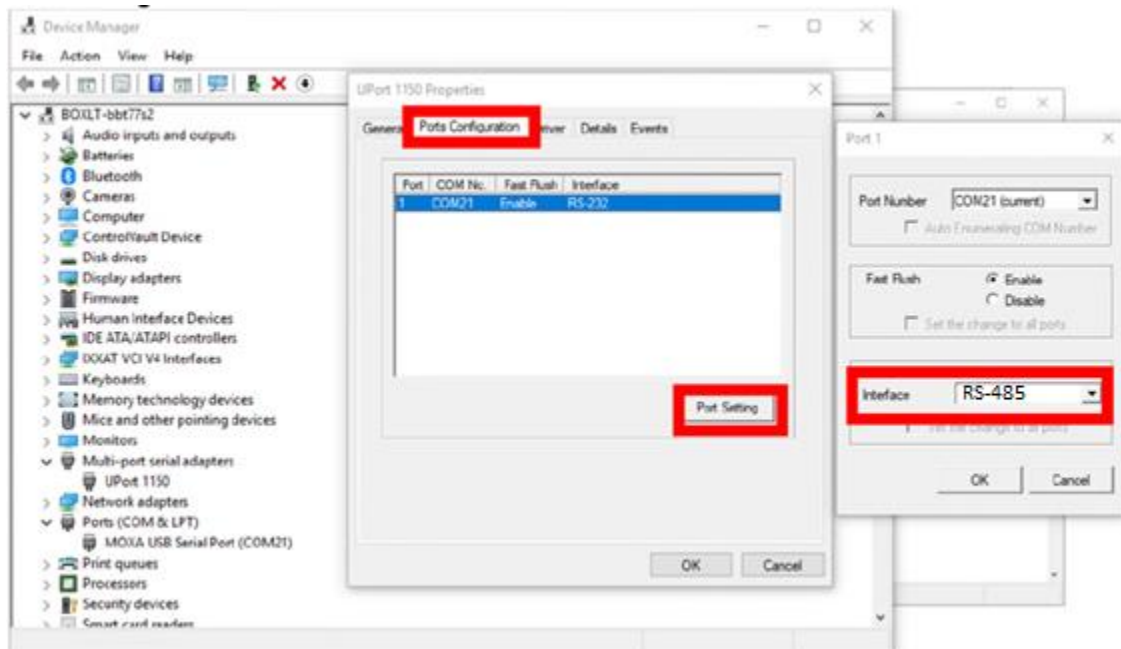 Device Manager
File Action View Help
BOXLT-bbt77s2
Audio inputs and outputs
Batteries
Bluetooth
Cameras
Computer
ControlVault Device
Disk drives
Display adapters
Firmware
Human Interface Devices
IDE ATA/ATAPI controllers
IXXAT VCI V4 Interfaces
Keyboards
Memory technology devices
Mice and other pointing devices
Monitors
Multi-port serial adapters
UPort 1150
Network adapters
Ports (COM & LPT)
MOXA USB Serial Port (COM21)
Print queues
Processors
Security devices
Smart card readers
UPort 1150 Properties
Ports Configuration Details Events
Port COM No. Fast Flush Interface
1 COM21 Enable RS-232
Port Setting
OK Cancel
Port 1
Port Number COM21 (current)
Auto Enumerating COM Number
Fast Flush Enable
Disable
Set the change to all ports
Interface RS-485
Set the change to all ports
OK Cancel